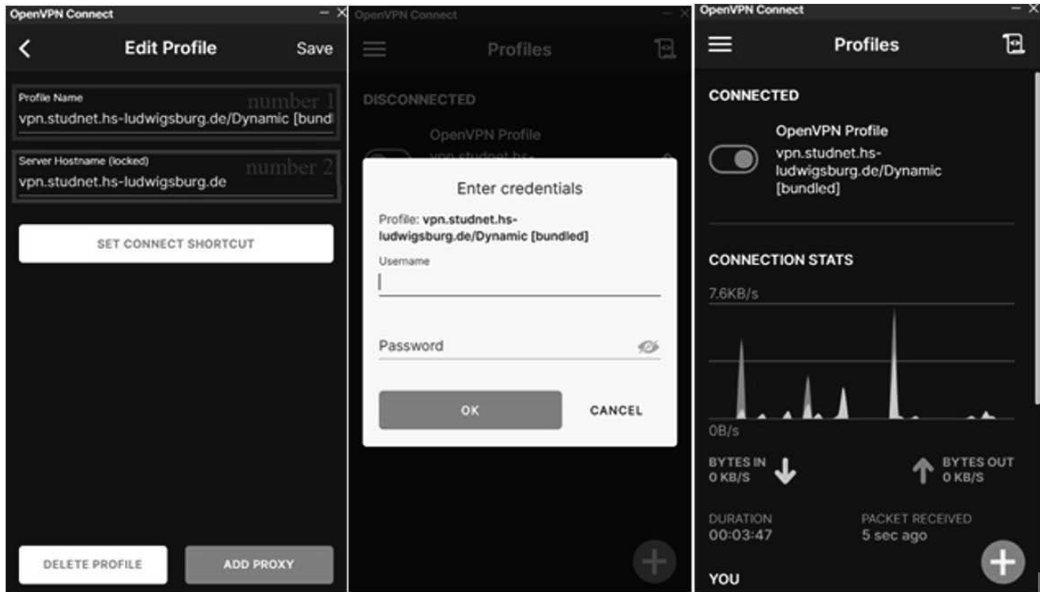 OpenVPN Connect
Edit Profile
Save
Profile Name
number 1
vpn.studnet.hs-ludwigsburg.de/Dynamic [bundl
Server Hostname (locked)
number 2
vpn.studnet.hs-ludwigsburg.de
SET CONNECT SHORTCUT
DELETE PROFILE
ADD PROXY
OpenVPN Connect
Profiles
DISCONNECTED
OpenVPN Profile
vpn.studnet.hs-
Enter credentials
Profile: vpn.studnet.hs-
ludwigsburg.de/Dynamic [bundled]
Username
Password
OK
CANCEL
OpenVPN Connect
Profiles
CONNECTED
OpenVPN Profile
vpn.studnet.hs-
ludwigsburg.de/Dynamic
[bundled]
CONNECTION STATS
7.6KB/s
0B/s
BYTES IN
0 KB/S
BYTES OUT
0 KB/S
DURATION
00:03:47
PACKET RECEIVED
5 sec ago
YOU